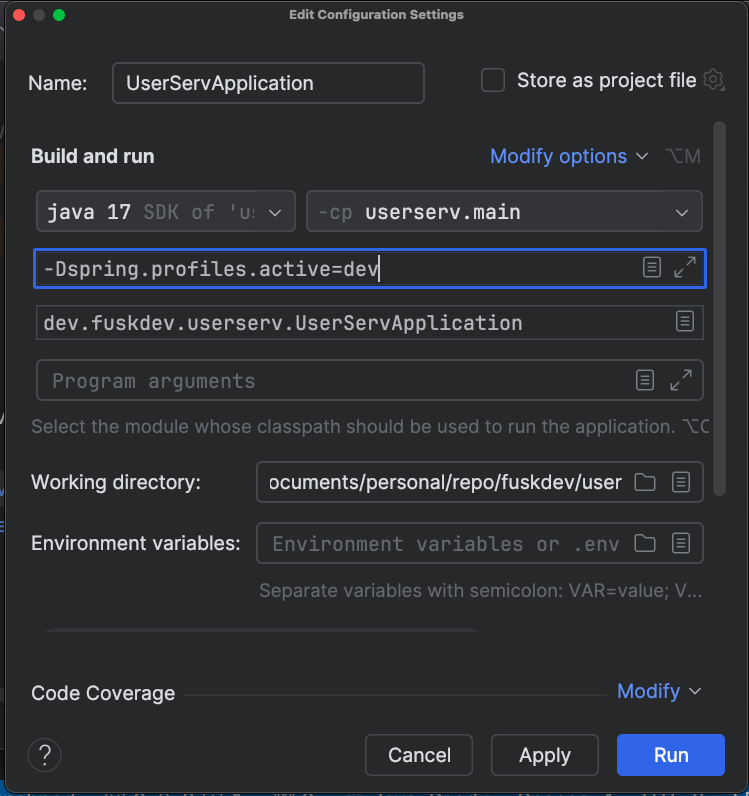 Edit Configuration Settings
Name: UserServApplication Store as project file
Build and run Modify options ⌥M
java 17 SDK of 'us -cp userserv.main
-Dspring.profiles.active=dev
dev.fuskdev.userserv.UserServApplication
Program arguments
Select the module whose classpath should be used to run the application. ⌥C
Working directory: ocuments/personal/repo/fuskdev/user
Environment variables: Environment variables or .env
Separate variables with semicolon: VAR=value; V...
Code Coverage Modify
? Cancel Apply Run